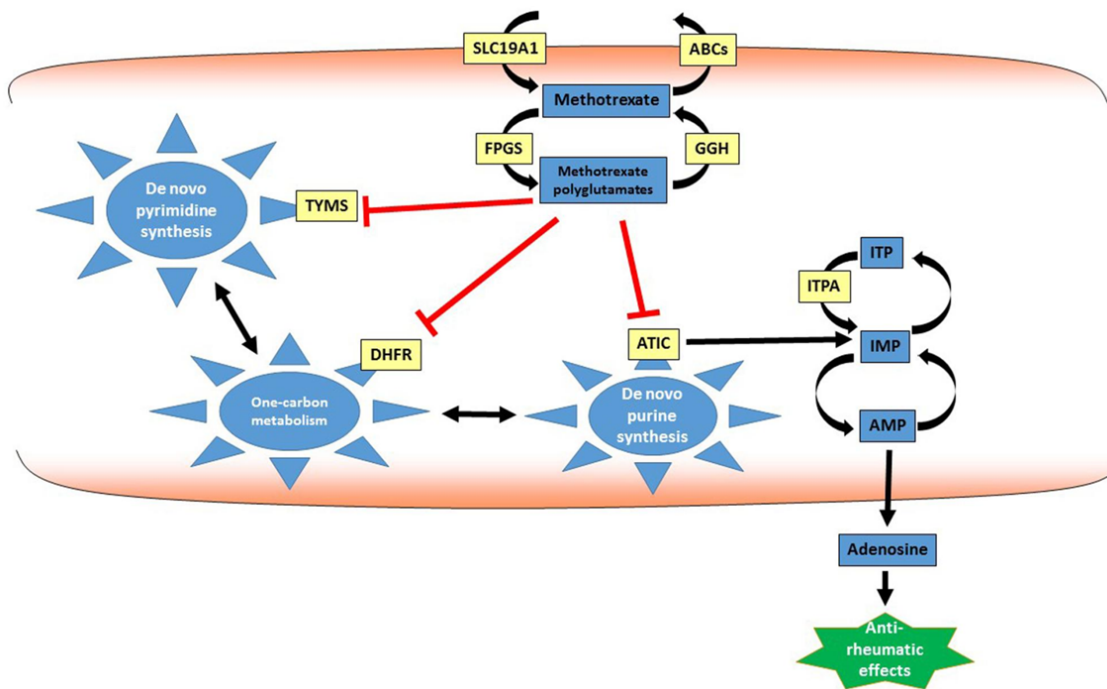 SLC19A1
ABCs
Methotrexate
FPGS
GGH
Methotrexate
polyglutamates
De novo
pyrimidine
synthesis
TYMS
ITP
ITPA
DHFR
ATIC
IMP
One-carbon
metabolism
De novo
purine
synthesis
AMP
Adenosine
Anti-
rheumatic
effects